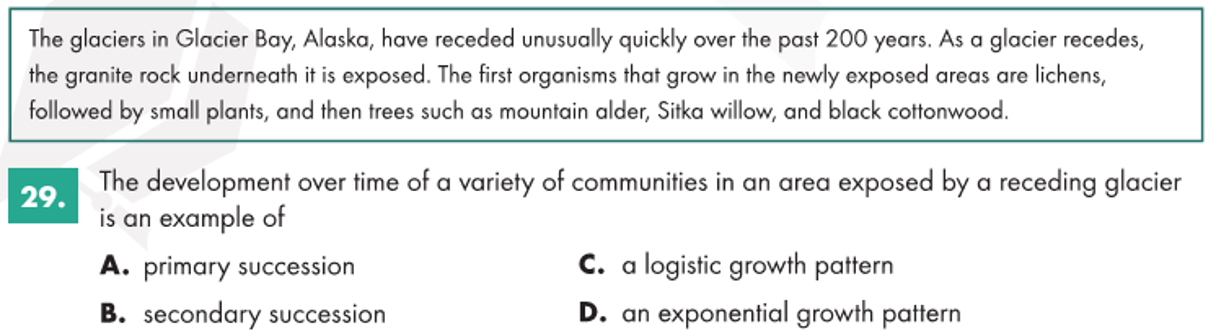 The glaciers in Glacier Bay, Alaska, have receded unusually quickly over the past 200 years. As a glacier recedes,
the granite rock underneath it is exposed. The first organisms that grow in the newly exposed areas are lichens,
followed by small plants, and then trees such as mountain alder, Sitka willow, and black cottonwood.
29. The development over time of a variety of communities in an area exposed by a receding glacier
is an example of
A. primary succession
B. secondary succession
C. a logistic growth pattern
D. an exponential growth pattern